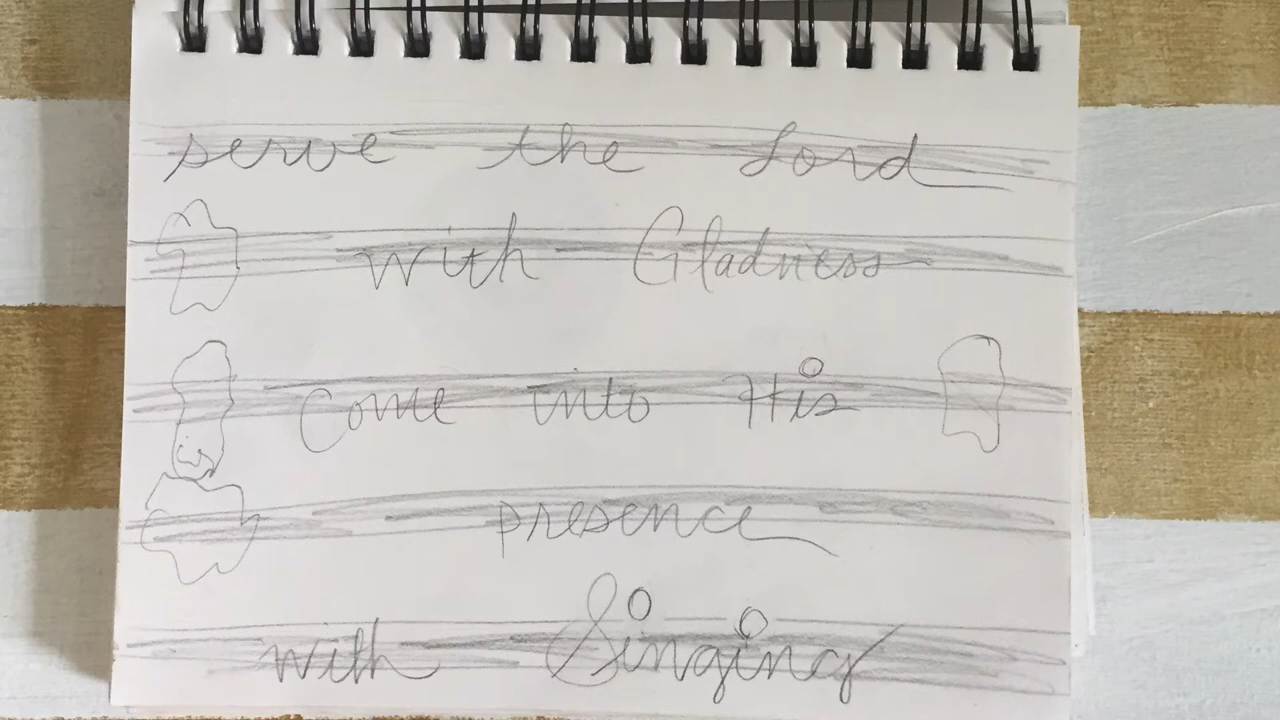 serve the Lord
with Gladness
Come into His
presence
with Singing